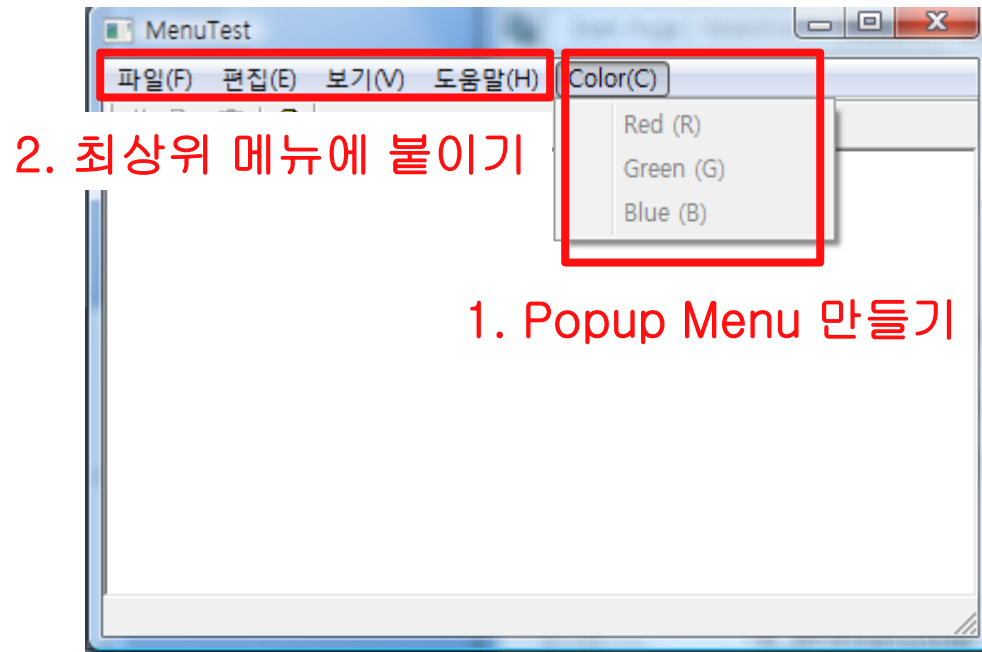 MenuTest
파일(F) 편집(E) 보기(V) 도움말(H) Color(C)
Red (R)
Green (G)
Blue (B)
2. 최상위 메뉴에 붙이기
1. Popup Menu 만들기